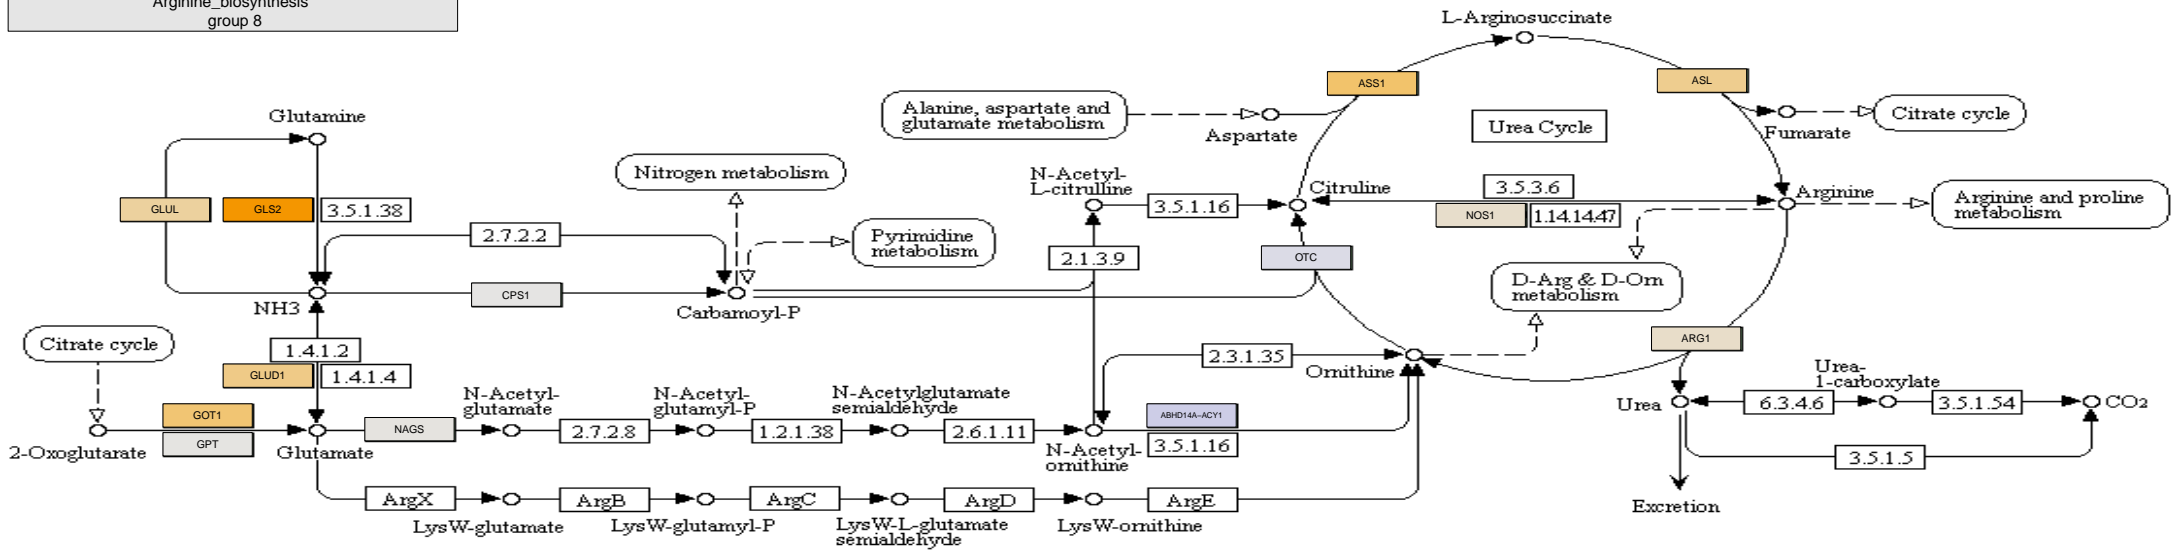 Arginine_biosynthesis
group 8
L-Arginosuccinate
ASS1
ASL
Alanine, aspartate and
glutamate metabolism
Aspartate
Urea Cycle
Fumarate
Citrate cycle
Glutamine
Nitrogen metabolism
N-Acetyl-
L-citrulline
3.5.1.16
Citruline
3.5.3.6
Arginine
Arginine and proline
metabolism
GLUL
GLS2
3.5.1.38
NOS1
1.14.14.47
2.7.2.2
Pyrimidine
metabolism
2.1.3.9
OTC
D-Arg & D-Orn
metabolism
NH3
CPS1
Carbamoyl-P
Citrate cycle
1.4.1.2
GLUD1
1.4.1.4
2.3.1.35
Ornithine
ARG1
Urea-
1-carboxylate
Urea
6.3.4.6
3.5.1.54
CO2
GOT1
GPT
2-Oxoglutarate
Glutamate
NAGS
N-Acetyl-
glutamate
2.7.2.8
N-Acetyl-
glutamyl-P
1.2.1.38
N-Acetylglutamate
semialdehyde
2.6.1.11
N-Acetyl-
ornithine
ABHD14A-ACY1
3.5.1.16
3.5.1.5
Excretion
ArgX
LysW-glutamate
ArgB
LysW-glutamyl-P
ArgC
LysW-L-glutamate
semialdehyde
ArgD
LysW-ornithine
ArgE